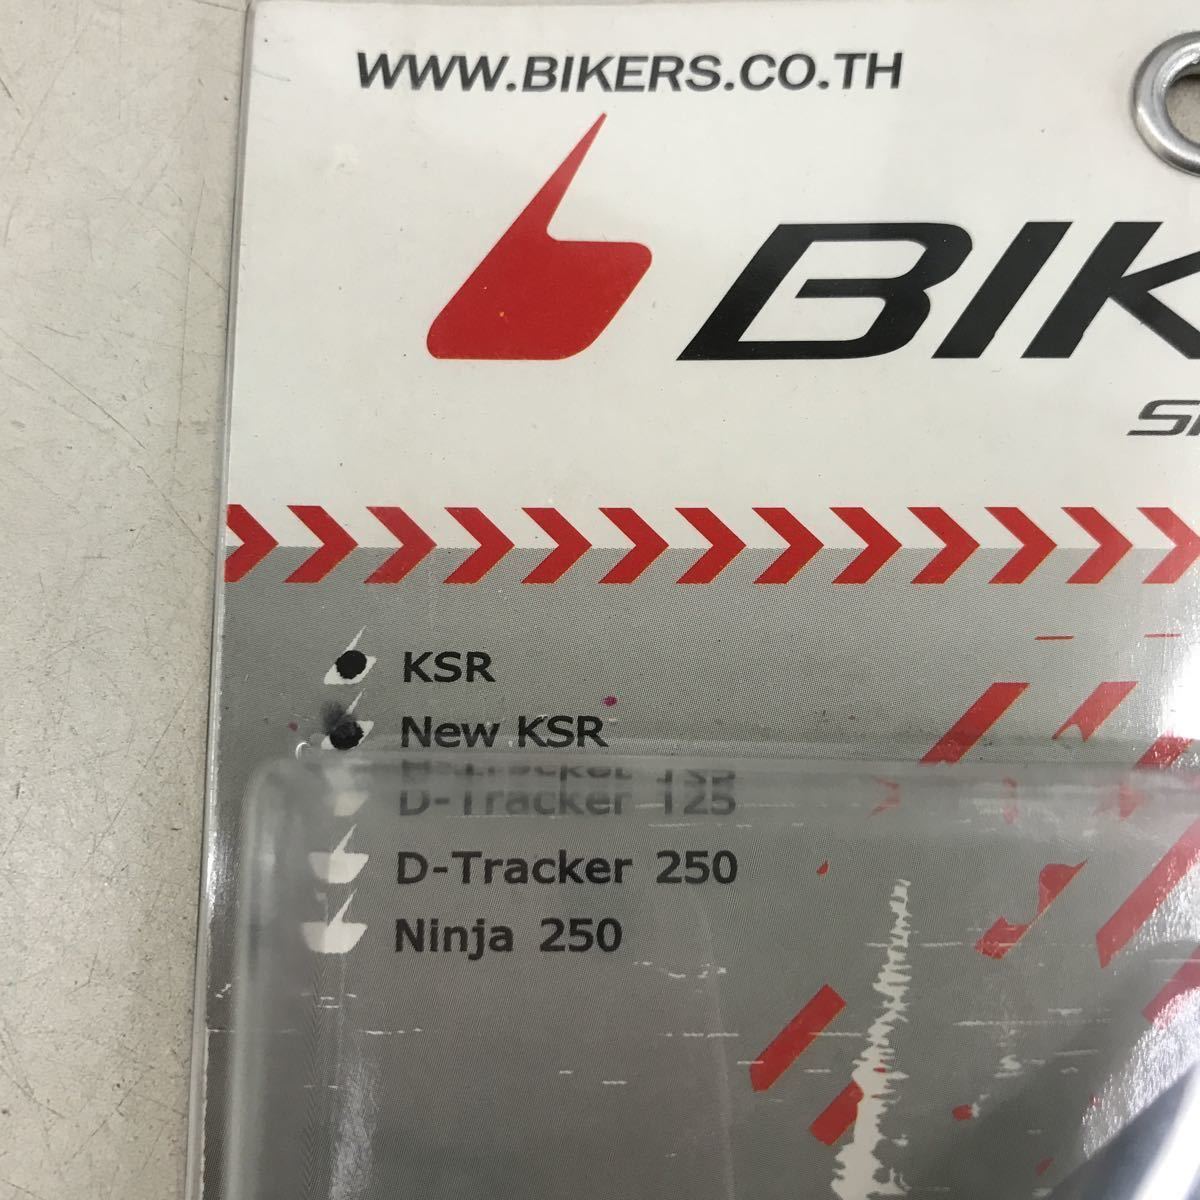 WWW.BIKERS.CO.TH
BIK
KSR
New KSR
D-Tracker 125
D-Tracker 250
Ninja 250